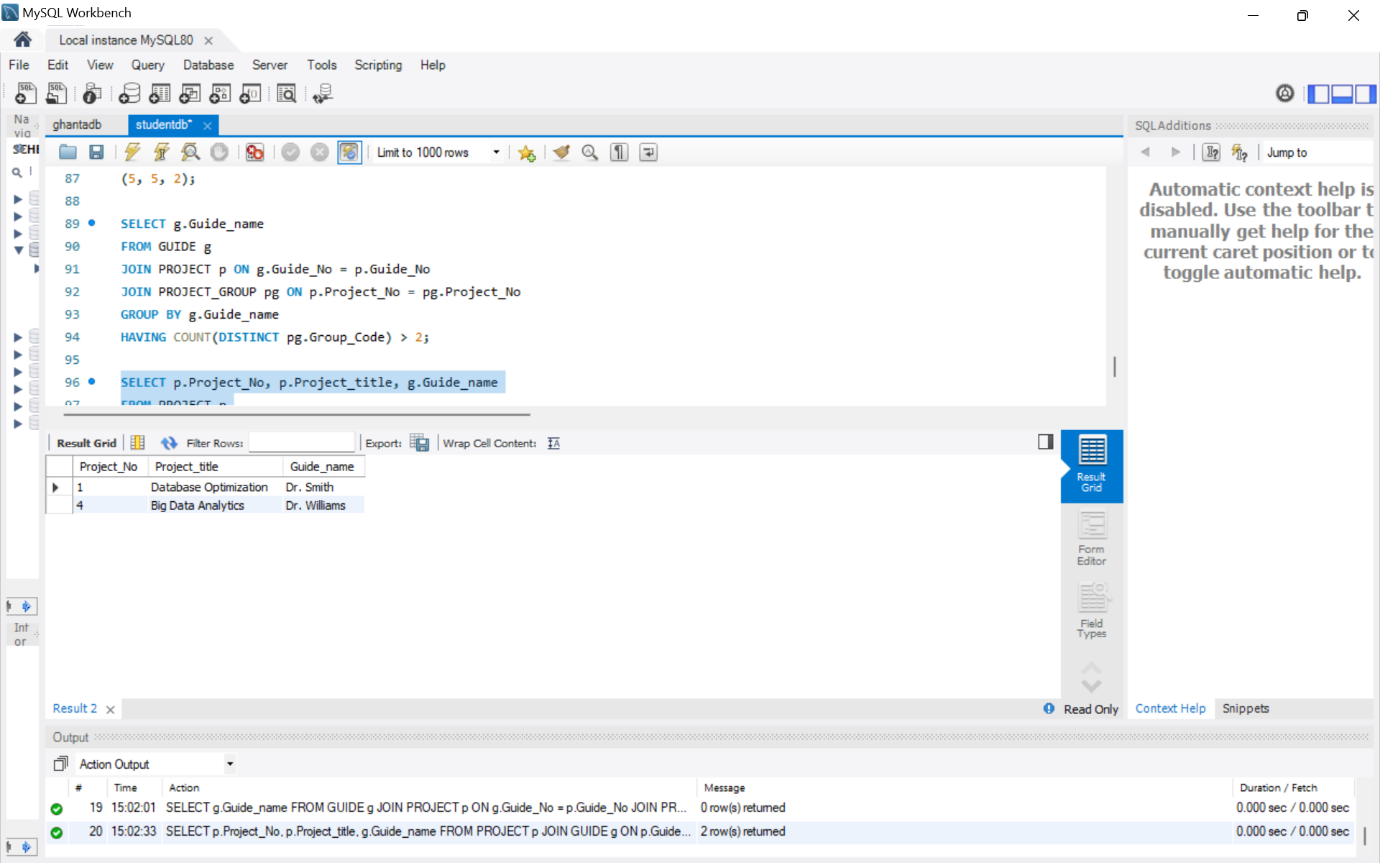 MySQL Workbench
Local instance MySQL80
File Edit View Query Database Server Tools Scripting Help
Na
vig
ghantadb studentdb*
SQLAdditions
SCHE
Limit to 1000 rows
Jump to
87 (5, 5, 2);
88
89 SELECT g.Guide_name
90 FROM GUIDE g
91 JOIN PROJECT p ON g.Guide_No = p.Guide_No
92 JOIN PROJECT_GROUP pg ON p.Project_No = pg.Project_No
93 GROUP BY g.Guide_name
94 HAVING COUNT(DISTINCT pg.Group_Code) > 2;
95
96 SELECT p.Project_No, p.Project_title, g.Guide_name
97 FROM PROJECT p
Automatic context help is
disabled. Use the toolbar t
manually get help for the
current caret position or to
toggle automatic help.
Result Grid Filter Rows: Export: Wrap Cell Content:
Project_No Project_title Guide_name
1 Database Optimization Dr. Smith
4 Big Data Analytics Dr. Williams
Result
Grid
Form
Editor
Field
Types
Int
or
Result 2
Read Only
Context Help Snippets
Output
Action Output
# Time Action Message Duration / Fetch
19 15:02:01 SELECT g.Guide_name FROM GUIDE g JOIN PROJECT p ON g.Guide_No = p.Guide_No JOIN PR... 0 row(s) returned 0.000 sec / 0.000 sec
20 15:02:33 SELECT p.Project_No, p.Project_title, g.Guide_name FROM PROJECT p JOIN GUIDE g ON p.Guide... 2 row(s) returned 0.000 sec / 0.000 sec